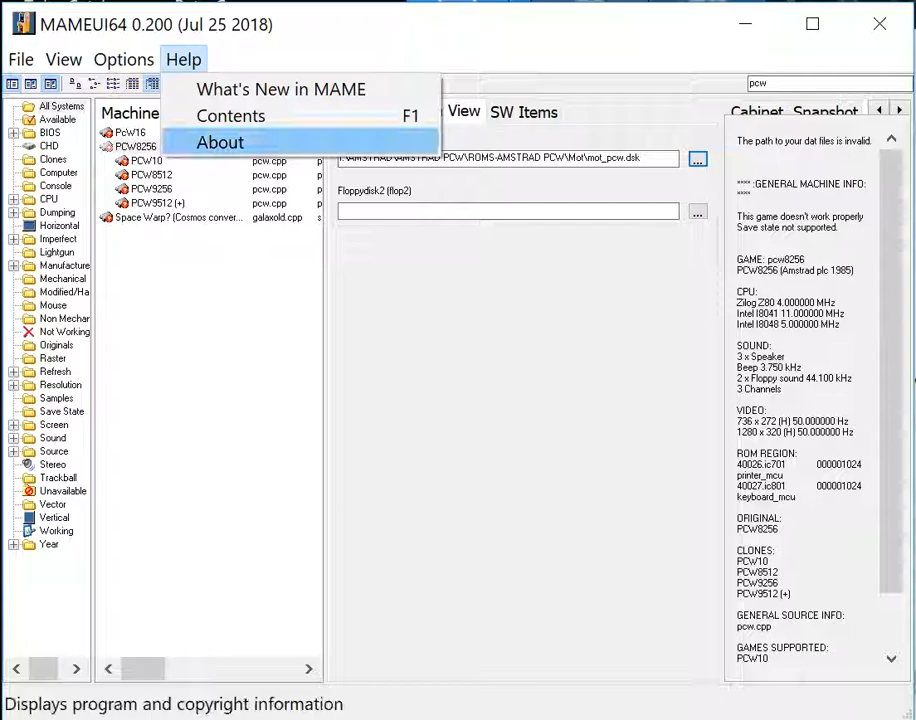 MAMEUI64 0.200 (Jul 25 2018)
File View Options Help
What's New in MAME
Contents F1
About
pcw
All Systems
Available
BIOS
CHD
Clones
Computer
Console
CPU
Dumping
Horizontal
Imperfect
Lightgun
Manufacture
Mechanical
Modified/Ha
Mouse
Non Mechar
Not Working
Originals
Raster
Refresh
Resolution
Samples
Save State
Screen
Sound
Source
Stereo
Trackball
Unavailable
Vector
Vertical
Working
Year
Machine
PcW16
PCW8256
PCW10 pcw.cpp p
PCW8512 pcw.cpp p
PCW9256 pcw.cpp p
PCW9512 (+) pcw.cpp p
Space Warp? (Cosmos conver... galaxold.cpp s
View SW Items
PCW\ROMS-AMSTRAD PCW\Mot\mot_pcw.dsk
...
Floppydisk2 (flop2)
...
Cabinet Snapshot
The path to your dat files is invalid.
**** :GENERAL MACHINE INFO:
****
This game doesn't work properly
Save state not supported.
GAME: pcw8256
PCW8256 (Amstrad plc 1985)
CPU:
Zilog Z80 4.000000 MHz
Intel I8041 11.000000 MHz
Intel I8048 5.000000 MHz
SOUND:
3 x Speaker
Beep 3.750 kHz
2 x Floppy sound 44.100 kHz
3 Channels
VIDEO:
736 x 272 (H) 50.000000 Hz
1280 x 320 (H) 50.000000 Hz
ROM REGION:
40026.ic701 000001024
printer_mcu
40027.ic801 000001024
keyboard_mcu
ORIGINAL:
PCW8256
CLONES:
PCW10
PCW8512
PCW9256
PCW9512 (+)
GENERAL SOURCE INFO:
pcw.cpp
GAMES SUPPORTED:
PCW10
Displays program and copyright information